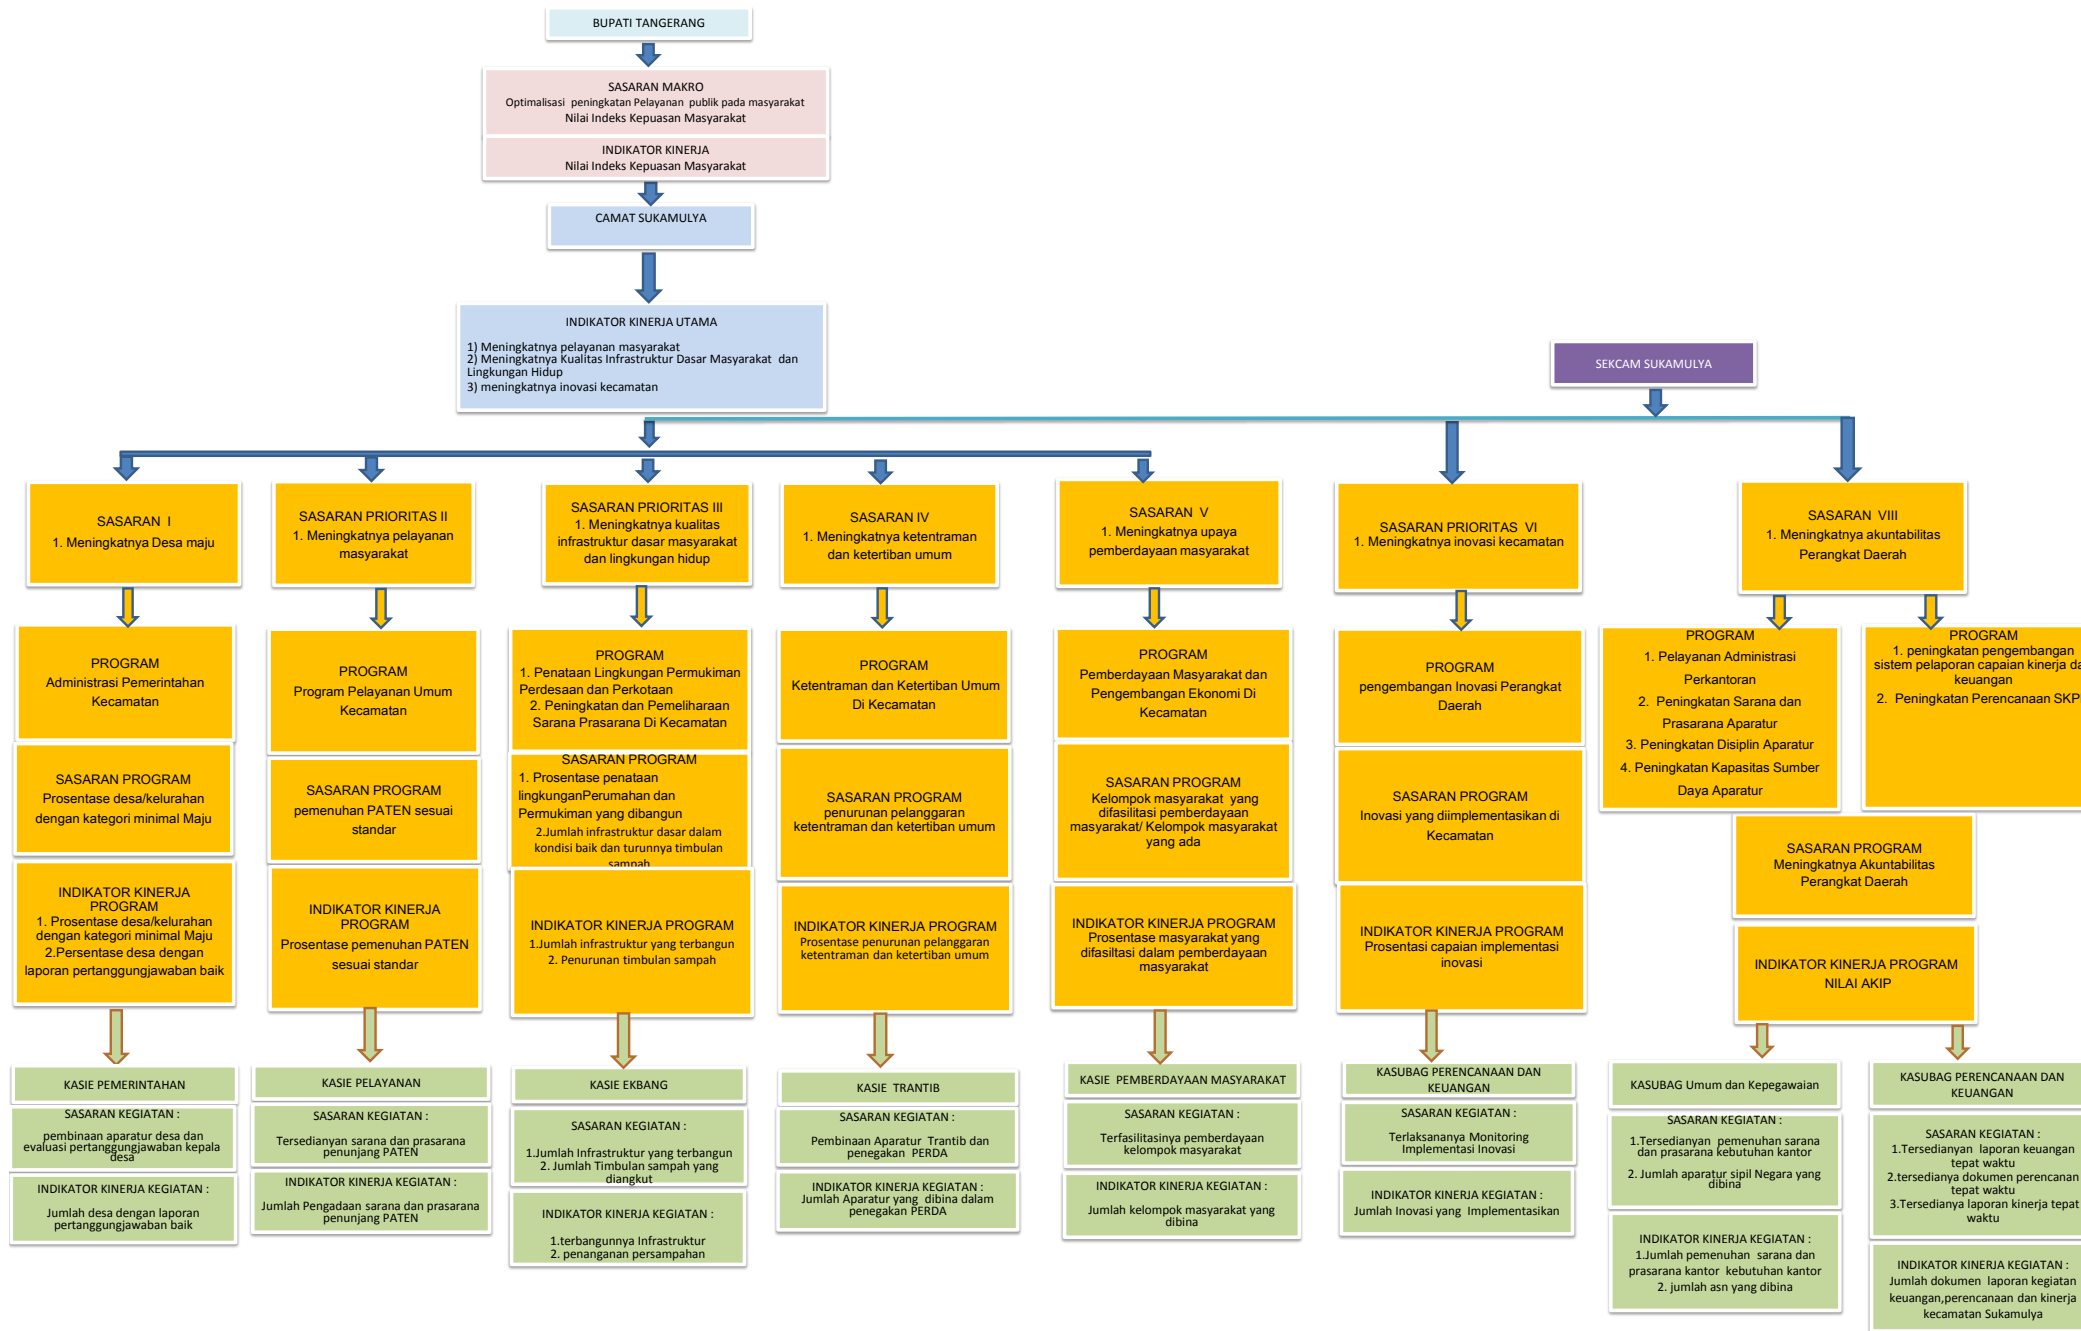 BUPATI TANGERANG
SASARAN MAKRO
Optimalisasi peningkatan Pelayanan publik pada masyarakat
Nilai Indeks Kepuasan Masyarakat
INDIKATOR KINERJA
Nilai Indeks Kepuasan Masyarakat
CAMAT SUKAMULYA
INDIKATOR KINERJA UTAMA
1) Meningkatnya pelayanan masyarakat
2) Meningkatnya Kualitas Infrastruktur Dasar Masyarakat dan
Lingkungan Hidup
3) meningkatnya inovasi kecamatan
SEKCAM SUKAMULYA
SASARAN I
1. Meningkatnya Desa maju
SASARAN PRIORITAS II
1. Meningkatnya pelayanan
masyarakat
SASARAN PRIORITAS III
1. Meningkatnya kualitas
infrastruktur dasar masyarakat
dan lingkungan hidup
SASARAN IV
1. Meningkatnya ketentraman
dan ketertiban umum
SASARAN V
1. Meningkatnya upaya
pemberdayaan masyarakat
SASARAN PRIORITAS VI
1. Meningkatnya inovasi kecamatan
SASARAN VIII
1. Meningkatnya akuntabilitas
Perangkat Daerah
PROGRAM
Administrasi Pemerintahan
Kecamatan
PROGRAM
Program Pelayanan Umum
Kecamatan
PROGRAM
1. Penataan Lingkungan Permukiman
Perdesaan dan Perkotaan
2. Peningkatan dan Pemeliharaan
Sarana Prasarana Di Kecamatan
PROGRAM
Ketentraman dan Ketertiban Umum
Di Kecamatan
PROGRAM
Pemberdayaan Masyarakat dan
Pengembangan Ekonomi Di
Kecamatan
PROGRAM
pengembangan Inovasi Perangkat
Daerah
PROGRAM
1. Pelayanan Administrasi
Perkantoran
2. Peningkatan Sarana dan
Prasarana Aparatur
3. Peningkatan Disiplin Aparatur
4. Peningkatan Kapasitas Sumber
Daya Aparatur
PROGRAM
1. peningkatan pengembangan
sistem pelaporan capaian kinerja da
keuangan
2. Peningkatan Perencanaan SKP
SASARAN PROGRAM
Prosentase desa/kelurahan
dengan kategori minimal Maju
SASARAN PROGRAM
pemenuhan PATEN sesuai
standar
SASARAN PROGRAM
1. Prosentase penataan
lingkunganPerumahan dan
Permukiman yang dibangun
2.Jumlah infrastruktur dasar dalam
kondisi baik dan turunnya timbulan
sampah
SASARAN PROGRAM
penurunan pelanggaran
ketentraman dan ketertiban umum
SASARAN PROGRAM
Kelompok masyarakat yang
difasilitasi pemberdayaan
masyarakat/ Kelompok masyarakat
yang ada
SASARAN PROGRAM
Inovasi yang diimplementasikan di
Kecamatan
SASARAN PROGRAM
Meningkatnya Akuntabilitas
Perangkat Daerah
INDIKATOR KINERJA
PROGRAM
1. Prosentase desa/kelurahan
dengan kategori minimal Maju
2.Persentase desa dengan
laporan pertanggungjawaban baik
INDIKATOR KINERJA
PROGRAM
Prosentase pemenuhan PATEN
sesuai standar
INDIKATOR KINERJA PROGRAM
1.Jumlah infrastruktur yang terbangun
2. Penurunan timbulan sampah
INDIKATOR KINERJA PROGRAM
Prosentase penurunan pelanggaran
ketentraman dan ketertiban umum
INDIKATOR KINERJA PROGRAM
Prosentase masyarakat yang
difasiltasi dalam pemberdayaan
masyarakat
INDIKATOR KINERJA PROGRAM
Prosentasi capaian implementasi
inovasi
INDIKATOR KINERJA PROGRAM
NILAI AKIP
KASIE PEMERINTAHAN
SASARAN KEGIATAN :
pembinaan aparatur desa dan
evaluasi pertanggungjawaban kepala
desa
INDIKATOR KINERJA KEGIATAN :
Jumlah desa dengan laporan
pertanggungjawaban baik
KASIE PELAYANAN
SASARAN KEGIATAN :
Tersedianyan sarana dan prasarana
penunjang PATEN
INDIKATOR KINERJA KEGIATAN :
Jumlah Pengadaan sarana dan prasarana
penunjang PATEN
KASIE EKBANG
SASARAN KEGIATAN :
1.Jumlah Infrastruktur yang terbangun
2. Jumlah Timbulan sampah yang
diangkut
INDIKATOR KINERJA KEGIATAN :
1.terbangunnya Infrastruktur
2. penanganan persampahan
KASIE TRANTIB
SASARAN KEGIATAN :
Pembinaan Aparatur Trantib dan
penegakan PERDA
INDIKATOR KINERJA KEGIATAN :
Jumlah Aparatur yang dibina dalam
penegakan PERDA
KASIE PEMBERDAYAAN MASYARAKAT
SASARAN KEGIATAN :
Terfasilitasinya pemberdayaan
kelompok masyarakat
INDIKATOR KINERJA KEGIATAN :
Jumlah kelompok masyarakat yang
dibina
KASUBAG PERENCANAAN DAN
KEUANGAN
SASARAN KEGIATAN :
Terlaksananya Monitoring
Implementasi Inovasi
INDIKATOR KINERJA KEGIATAN :
Jumlah Inovasi yang Implementasikan
KASUBAG Umum dan Kepegawaian
SASARAN KEGIATAN :
1.Tersedianyan pemenuhan sarana
dan prasarana kebutuhan kantor
2. Jumlah aparatur sipil Negara yang
dibina
INDIKATOR KINERJA KEGIATAN :
1.Jumlah pemenuhan sarana dan
prasarana kantor kebutuhan kantor
2. jumlah asn yang dibina
KASUBAG PERENCANAAN DAN
KEUANGAN
SASARAN KEGIATAN :
1.Tersedianyan laporan keuangan
tepat waktu
2.tersedianya dokumen perencanan
tepat waktu
3.Tersedianya laporan kinerja tepat
waktu
INDIKATOR KINERJA KEGIATAN :
Jumlah dokumen laporan kegiatan
keuangan,perencanaan dan kinerja
kecamatan Sukamulya